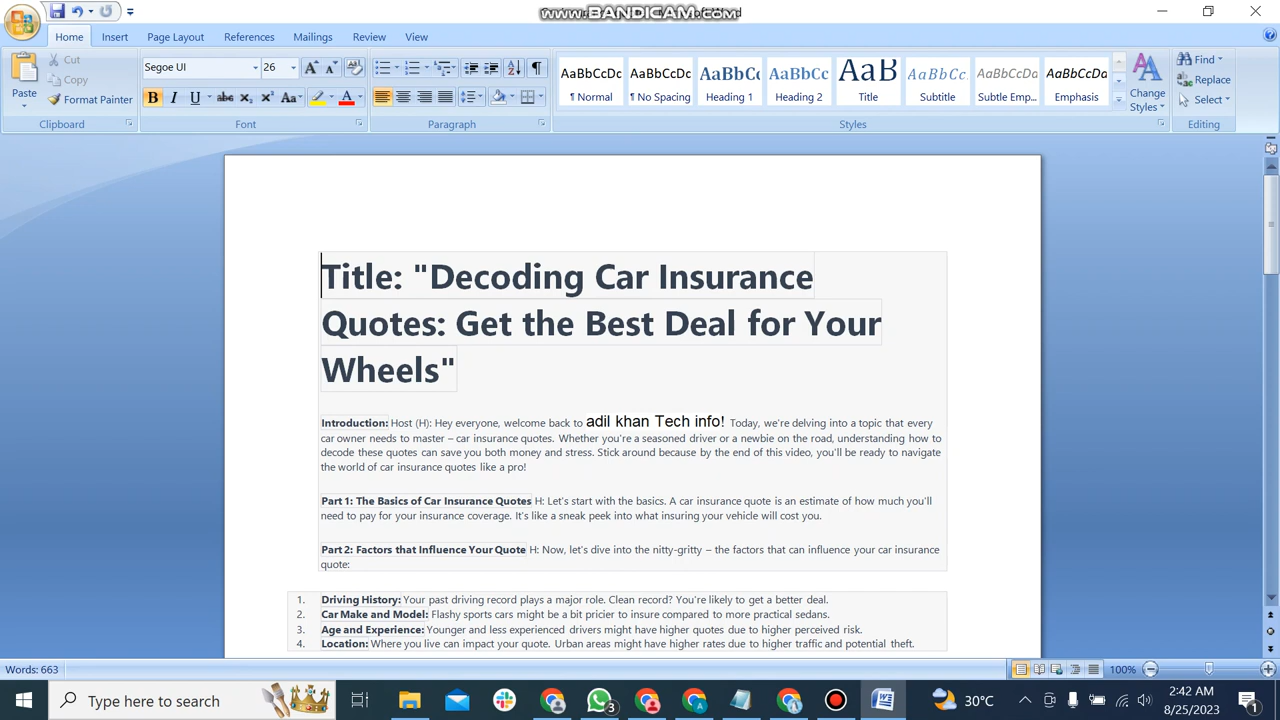 www.BANDICAM.com
Home Insert Page Layout References Mailings Review View
Paste
Cut
Copy
Format Painter
Clipboard
Segoe UI 26
Font
Paragraph
AaBbCcDc AaBbCcDc AaBbCc AaBbCc AaB AaBbCc. AaBbCcDa AaBbCcDc
¶ Normal ¶ No Spacing Heading 1 Heading 2 Title Subtitle Subtle Emp... Emphasis
Styles
Change
Styles
Find
Replace
Select
Editing
Title: "Decoding Car Insurance
Quotes: Get the Best Deal for Your
Wheels"
Introduction: Host (H): Hey everyone, welcome back to adil khan Tech info! Today, we're delving into a topic that every
car owner needs to master – car insurance quotes. Whether you're a seasoned driver or a newbie on the road, understanding how to
decode these quotes can save you both money and stress. Stick around because by the end of this video, you'll be ready to navigate
the world of car insurance quotes like a pro!
Part 1: The Basics of Car Insurance Quotes H: Let's start with the basics. A car insurance quote is an estimate of how much you'll
need to pay for your insurance coverage. It's like a sneak peek into what insuring your vehicle will cost you.
Part 2: Factors that Influence Your Quote H: Now, let's dive into the nitty-gritty – the factors that can influence your car insurance
quote:
1. Driving History: Your past driving record plays a major role. Clean record? You're likely to get a better deal.
2. Car Make and Model: Flashy sports cars might be a bit pricier to insure compared to more practical sedans.
3. Age and Experience: Younger and less experienced drivers might have higher quotes due to higher perceived risk.
4. Location: Where you live can impact your quote. Urban areas might have higher rates due to higher traffic and potential theft.
Words: 663
100%
Type here to search
3
30°C
2:42 AM
8/25/2023
1